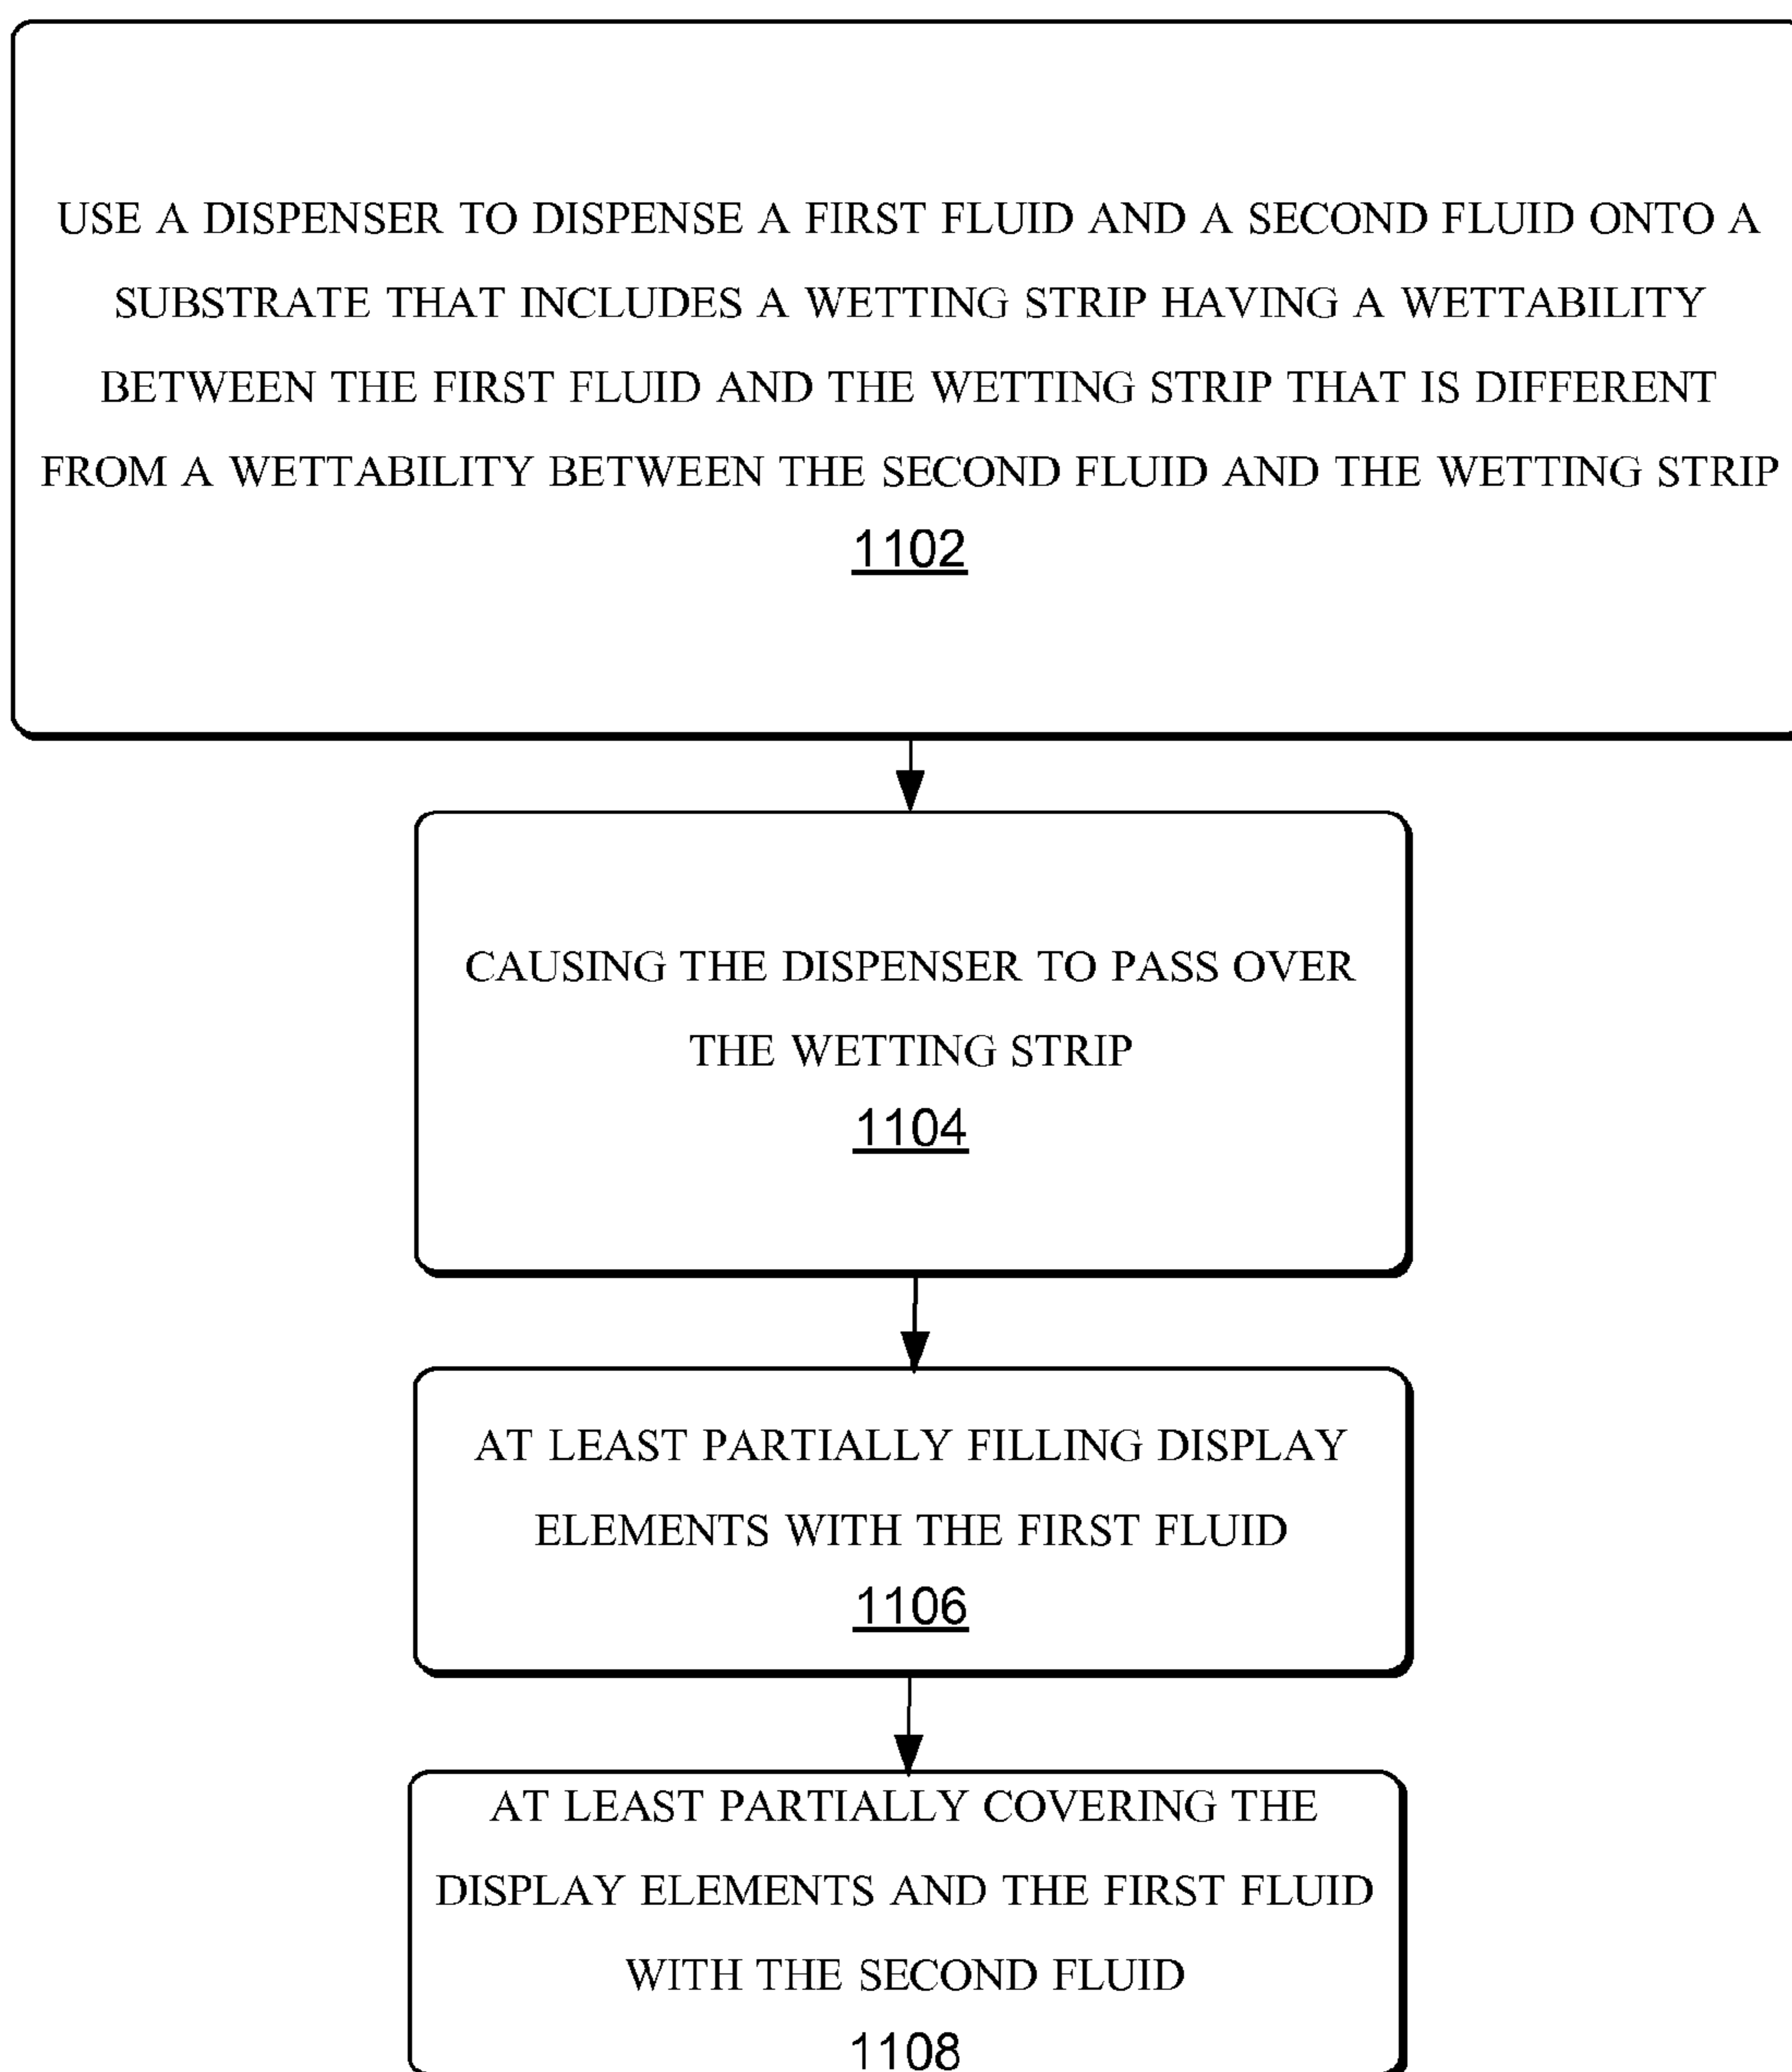 USE A DISPENSER TO DISPENSE A FIRST FLUID AND A SECOND FLUID ONTO A
SUBSTRATE THAT INCLUDES A WETTING STRIP HAVING A WETTABILITY
BETWEEN THE FIRST FLUID AND THE WETTING STRIP THAT IS DIFFERENT
FROM A WETTABILITY BETWEEN THE SECOND FLUID AND THE WETTING STRIP
1102
CAUSING THE DISPENSER TO PASS OVER
THE WETTING STRIP
1104
AT LEAST PARTIALLY FILLING DISPLAY
ELEMENTS WITH THE FIRST FLUID
1106
AT LEAST PARTIALLY COVERING THE
DISPLAY ELEMENTS AND THE FIRST FLUID
WITH THE SECOND FLUID
1108